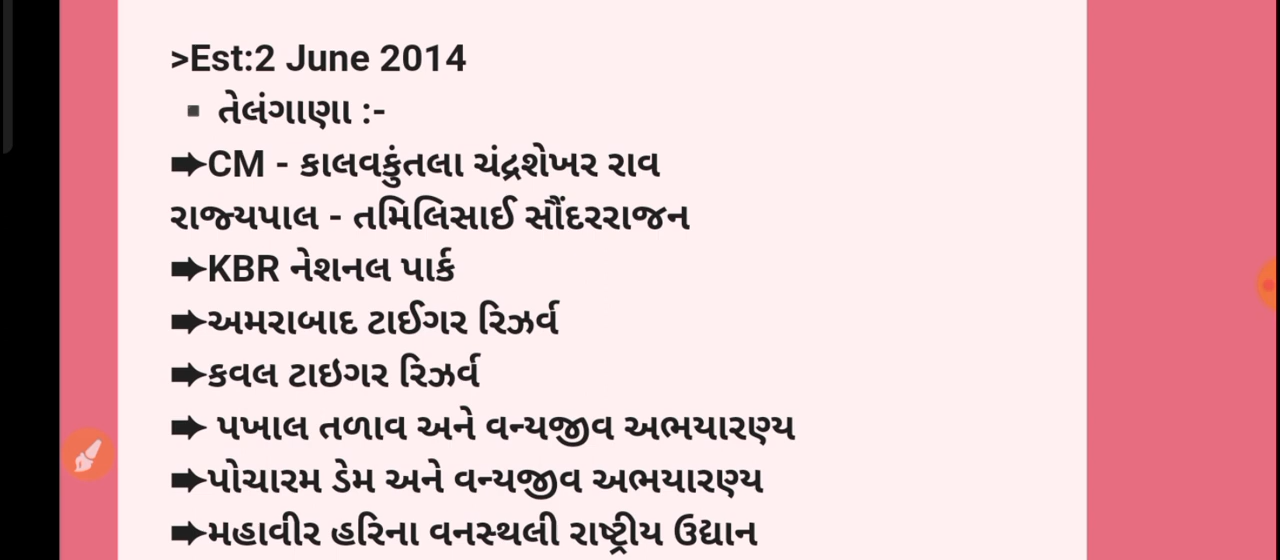 >Est:2 June 2014
▪ તેલંગાણા :-
➡CM - કાલવકુંતલા ચંદ્રશેખર રાવ
રાજ્યપાલ - તમિલિસાઈ સૌંદરરાજન
➡KBR નેશનલ પાર્ક
➡અમરાબાદ ટાઈગર રિઝર્વ
➡કવલ ટાઇગર રિઝર્વ
➡ પખાલ તળાવ અને વન્યજીવ અભયારણ્ય
➡પોચારમ ડેમ અને વન્યજીવ અભયારણ્ય
➡મહાવીર હરિના વનસ્થલી રાષ્ટ્રીય ઉદ્યાન